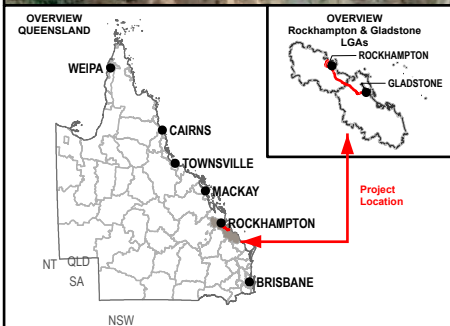 OVERVIEW
QUEENSLAND
WEIPA
CAIRNS
TOWNSVILLE
MACKAY
ROCKHAMPTON
BRISBANE
NT
QLD
SA
NSW
OVERVIEW
Rockhampton & Gladstone
LGAs
ROCKHAMPTON
GLADSTONE
Project
Location